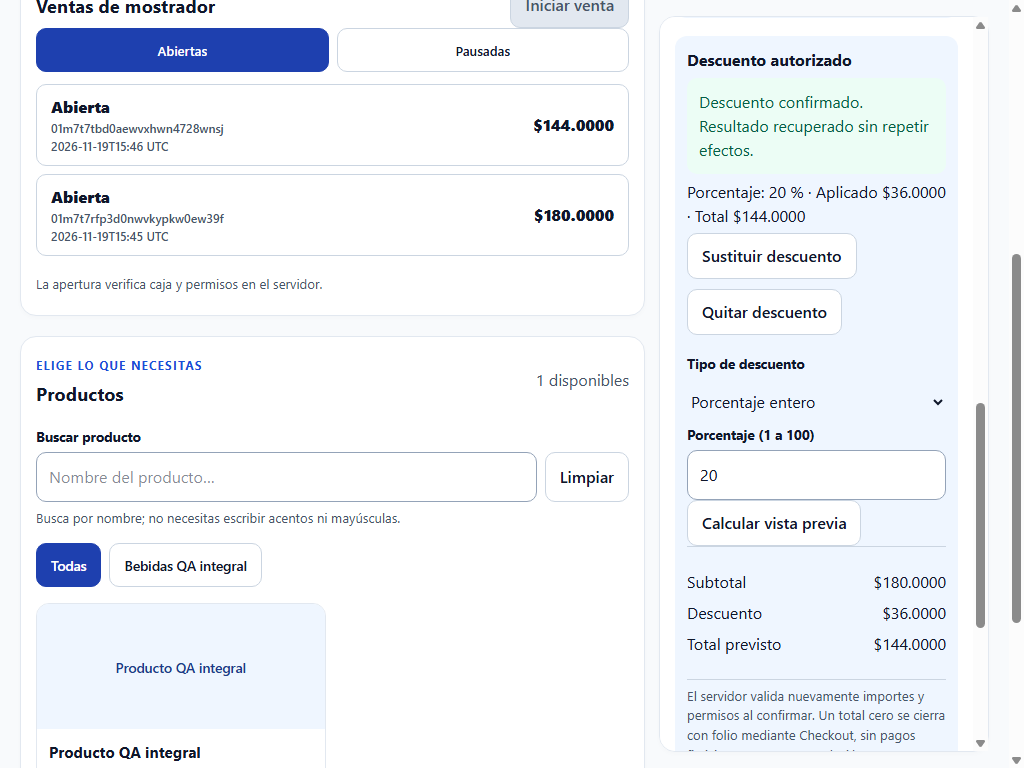 Ventas de mostrador
Iniciar venta
Abiertas
Pausadas
Abierta
01m7t7tbd0aewvxhwn4728wnsj
2026-11-19T15:46 UTC
$144.0000
Abierta
01m7t7rfp3d0nwvkypkw0ew39f
2026-11-19T15:45 UTC
$180.0000
La apertura verifica caja y permisos en el servidor.
ELIGE LO QUE NECESITAS
Productos
1 disponibles
Buscar producto
Nombre del producto...
Limpiar
Busca por nombre; no necesitas escribir acentos ni mayúsculas.
Todas
Bebidas QA integral
Producto QA integral
Producto QA integral
Descuento autorizado
Descuento confirmado.
Resultado recuperado sin repetir
efectos.
Porcentaje: 20 % · Aplicado $36.0000
· Total $144.0000
Sustituir descuento
Quitar descuento
Tipo de descuento
Porcentaje entero
Porcentaje (1 a 100)
20
Calcular vista previa
Subtotal $180.0000
Descuento $36.0000
Total previsto $144.0000
El servidor valida nuevamente importes y
permisos al confirmar. Un total cero se cierra
con folio mediante Checkout, sin pagos